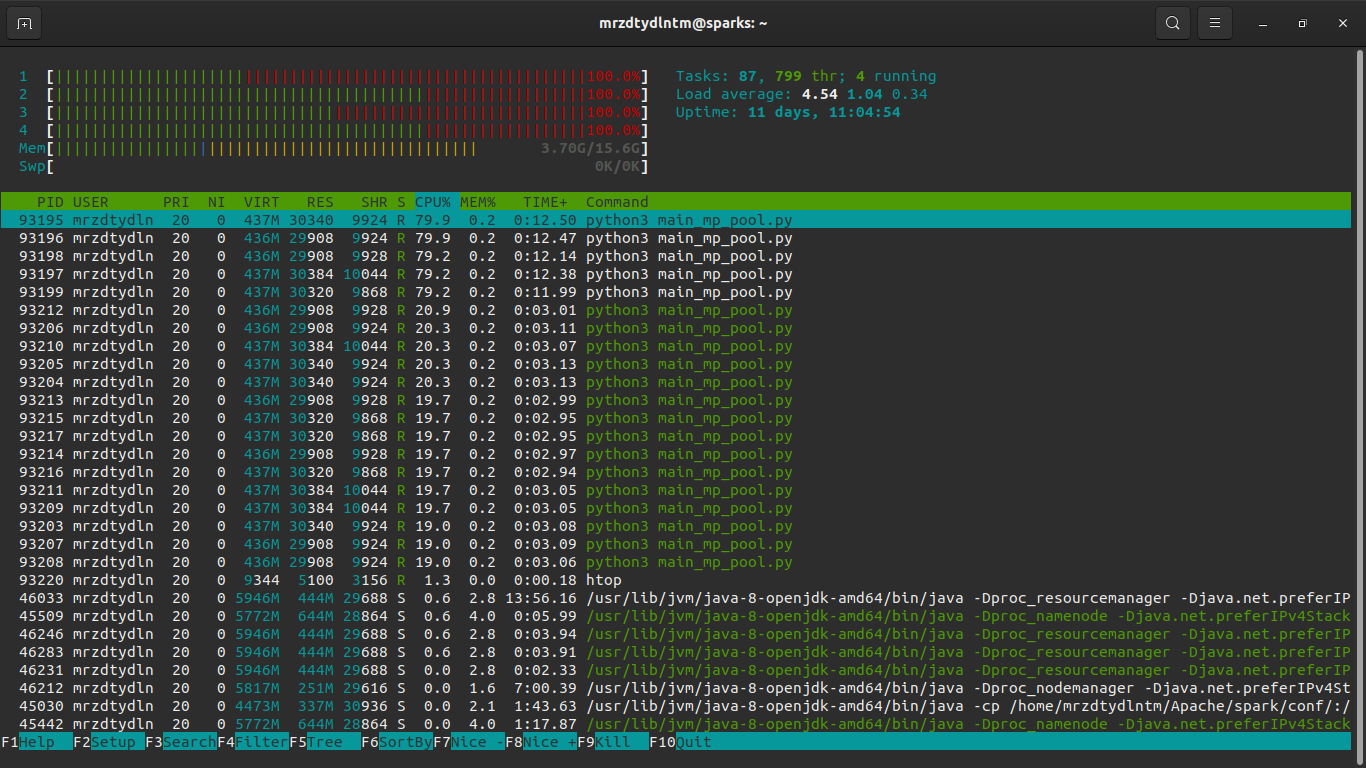 mrzdtydlntm@sparks: ~
1 [||||||||||||||||||||||||||||||||||||||||||||||||||||||||||||100.0%] Tasks: 87, 799 thr; 4 running
2 [||||||||||||||||||||||||||||||||||||||||||||||||||||||||||||100.0%] Load average: 4.54 1.04 0.34
3 [||||||||||||||||||||||||||||||||||||||||||||||||||||||||||||100.0%] Uptime: 11 days, 11:04:54
4 [||||||||||||||||||||||||||||||||||||||||||||||||||||||||||||100.0%]
Mem[||||||||||||||||||||||||||||||||||||||||||||||| 3.70G/15.6G]
Swp[ 0K/0K]
PID USER PRI NI VIRT RES SHR S CPU% MEM% TIME+ Command
93195 mrzdtydln 20 0 437M 30340 9924 R 79.9 0.2 0:12.50 python3 main_mp_pool.py
93196 mrzdtydln 20 0 436M 29908 9924 R 79.9 0.2 0:12.47 python3 main_mp_pool.py
93198 mrzdtydln 20 0 436M 29908 9928 R 79.2 0.2 0:12.14 python3 main_mp_pool.py
93197 mrzdtydln 20 0 437M 30384 10044 R 79.2 0.2 0:12.38 python3 main_mp_pool.py
93199 mrzdtydln 20 0 437M 30320 9868 R 79.2 0.2 0:11.99 python3 main_mp_pool.py
93212 mrzdtydln 20 0 436M 29908 9928 R 20.9 0.2 0:03.01 python3 main_mp_pool.py
93206 mrzdtydln 20 0 436M 29908 9924 R 20.3 0.2 0:03.11 python3 main_mp_pool.py
93210 mrzdtydln 20 0 437M 30384 10044 R 20.3 0.2 0:03.07 python3 main_mp_pool.py
93205 mrzdtydln 20 0 437M 30340 9924 R 20.3 0.2 0:03.13 python3 main_mp_pool.py
93204 mrzdtydln 20 0 437M 30340 9924 R 20.3 0.2 0:03.13 python3 main_mp_pool.py
93213 mrzdtydln 20 0 436M 29908 9928 R 19.7 0.2 0:02.99 python3 main_mp_pool.py
93215 mrzdtydln 20 0 437M 30320 9868 R 19.7 0.2 0:02.95 python3 main_mp_pool.py
93217 mrzdtydln 20 0 437M 30320 9868 R 19.7 0.2 0:02.95 python3 main_mp_pool.py
93214 mrzdtydln 20 0 436M 29908 9928 R 19.7 0.2 0:02.97 python3 main_mp_pool.py
93216 mrzdtydln 20 0 437M 30320 9868 R 19.7 0.2 0:02.94 python3 main_mp_pool.py
93211 mrzdtydln 20 0 437M 30384 10044 R 19.7 0.2 0:03.05 python3 main_mp_pool.py
93209 mrzdtydln 20 0 437M 30384 10044 R 19.7 0.2 0:03.05 python3 main_mp_pool.py
93203 mrzdtydln 20 0 437M 30340 9924 R 19.0 0.2 0:03.08 python3 main_mp_pool.py
93207 mrzdtydln 20 0 436M 29908 9924 R 19.0 0.2 0:03.09 python3 main_mp_pool.py
93208 mrzdtydln 20 0 436M 29908 9924 R 19.0 0.2 0:03.06 python3 main_mp_pool.py
93220 mrzdtydln 20 0 9344 5100 3156 R 1.3 0.0 0:00.18 htop
46033 mrzdtydln 20 0 5946M 444M 29688 S 0.6 2.8 13:56.16 /usr/lib/jvm/java-8-openjdk-amd64/bin/java -Dproc_resourcemanager -Djava.net.preferIP
45509 mrzdtydln 20 0 5772M 644M 28864 S 0.6 4.0 0:05.99 /usr/lib/jvm/java-8-openjdk-amd64/bin/java -Dproc_namenode -Djava.net.preferIPv4Stack
46246 mrzdtydln 20 0 5946M 444M 29688 S 0.6 2.8 0:03.94 /usr/lib/jvm/java-8-openjdk-amd64/bin/java -Dproc_resourcemanager -Djava.net.preferIP
46283 mrzdtydln 20 0 5946M 444M 29688 S 0.6 2.8 0:03.91 /usr/lib/jvm/java-8-openjdk-amd64/bin/java -Dproc_resourcemanager -Djava.net.preferIP
46231 mrzdtydln 20 0 5946M 444M 29688 S 0.0 2.8 0:02.33 /usr/lib/jvm/java-8-openjdk-amd64/bin/java -Dproc_resourcemanager -Djava.net.preferIP
46212 mrzdtydln 20 0 5817M 251M 29616 S 0.0 1.6 7:00.39 /usr/lib/jvm/java-8-openjdk-amd64/bin/java -Dproc_nodemanager -Djava.net.preferIPv4St
45030 mrzdtydln 20 0 4473M 337M 30936 S 0.0 2.1 1:43.63 /usr/lib/jvm/java-8-openjdk-amd64/bin/java -cp /home/mrzdtydlntm/Apache/spark/conf/:/
45442 mrzdtydln 20 0 5772M 644M 28864 S 0.0 4.0 1:17.87 /usr/lib/jvm/java-8-openjdk-amd64/bin/java -Dproc_namenode -Djava.net.preferIPv4Stack
F1Help F2Setup F3SearchF4FilterF5Tree F6SortByF7Nice -F8Nice +F9Kill F10Quit